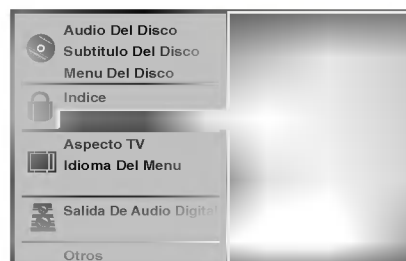 Audio Del Disco
Subtitulo Del Disco
Menu Del Disco
Indice
Aspecto TV
Idioma Del Menu
Salida De Audio Digital
Otros